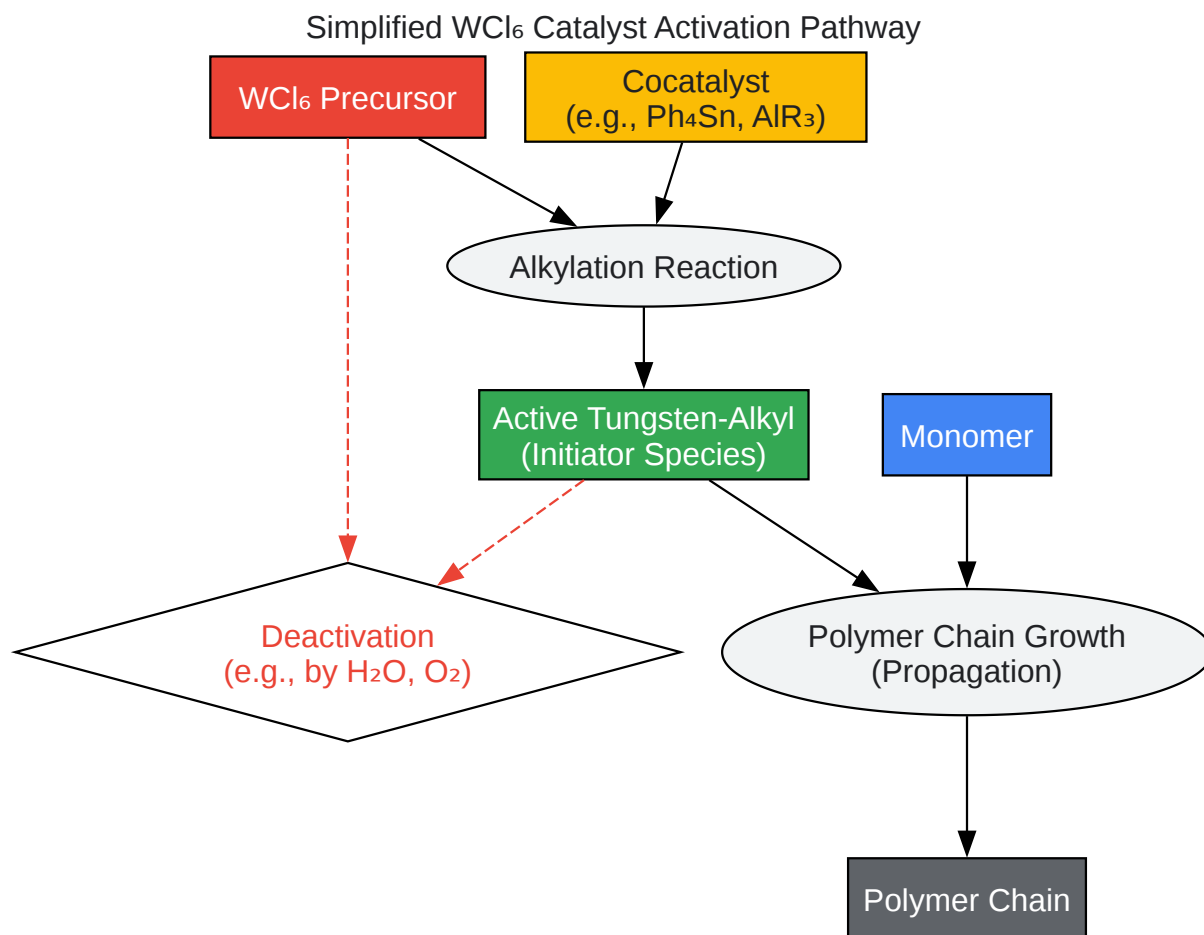 Simplified WCl₆ Catalyst Activation Pathway
WCl₆ Precursor
Cocatalyst
(e.g., Ph₄Sn, AlR₃)
Alkylation Reaction
Active Tungsten-Alkyl
(Initiator Species)
Monomer
Deactivation
(e.g., by H₂O, O₂)
Polymer Chain Growth
(Propagation)
Polymer Chain